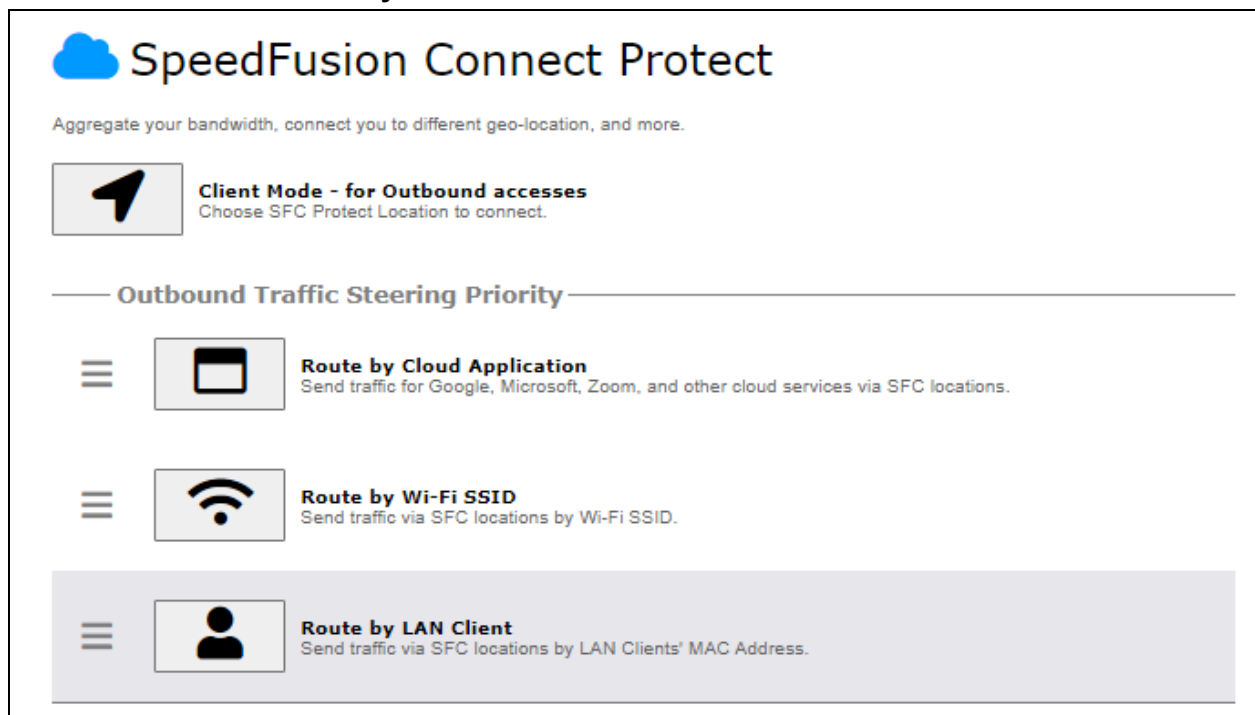 SpeedFusion Connect Protect
Aggregate your bandwidth, connect you to different geo-location, and more.
Client Mode - for Outbound accesses
Choose SFC Protect Location to connect.
Outbound Traffic Steering Priority
Route by Cloud Application
Send traffic for Google, Microsoft, Zoom, and other cloud services via SFC locations.
Route by Wi-Fi SSID
Send traffic via SFC locations by Wi-Fi SSID.
Route by LAN Client
Send traffic via SFC locations by LAN Clients' MAC Address.